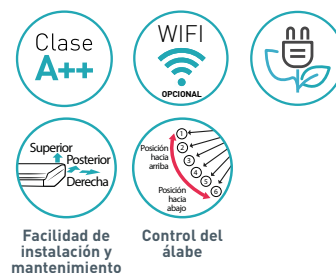 Clase
A++
WIFI
OPCIONAL
Superior
Posterior
Derecha
Facilidad de
instalación y
mantenimiento
Posición
hacia
arriba
1
2
3
4
5
6
Posición
hacia
abajo
Control del
álabe